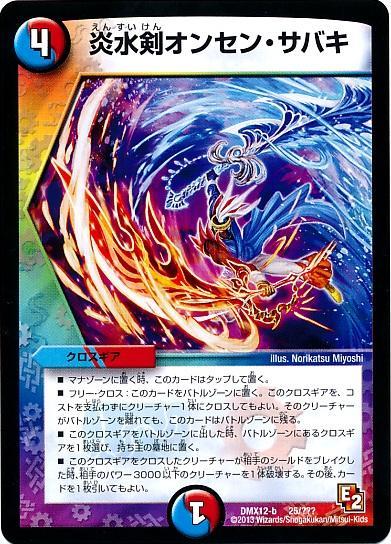 4
えんすいけん
炎水剣オンセン・サバキ
クロスギア
illus. Norikatsu Miyoshi
■ マナゾーンに置く時、このカードはタップして置く。
■ フリー・クロス：このカードをバトルゾーンに置く。このクロスギアを、コ
ストを支払わずにクリーチャー1体にクロスしてもよい。そのクリーチャー
がバトルゾーンを離れても、このカードはバトルゾーンに残る。
■ このクロスギアをバトルゾーンに出した時、バトルゾーンにあるクロスギ
アを1枚選び、持ち主の墓地に置く。
■ このクロスギアをクロスしたクリーチャーが相手のシールドをブレイクし
た時、相手のパワー3000以下のクリーチャーを1体破壊する。その後、カー
ドを1枚引いてもよい。
1
DMX12-b 25/???
©2013 Wizards/Shogakukan/Mitsui-Kids
E2